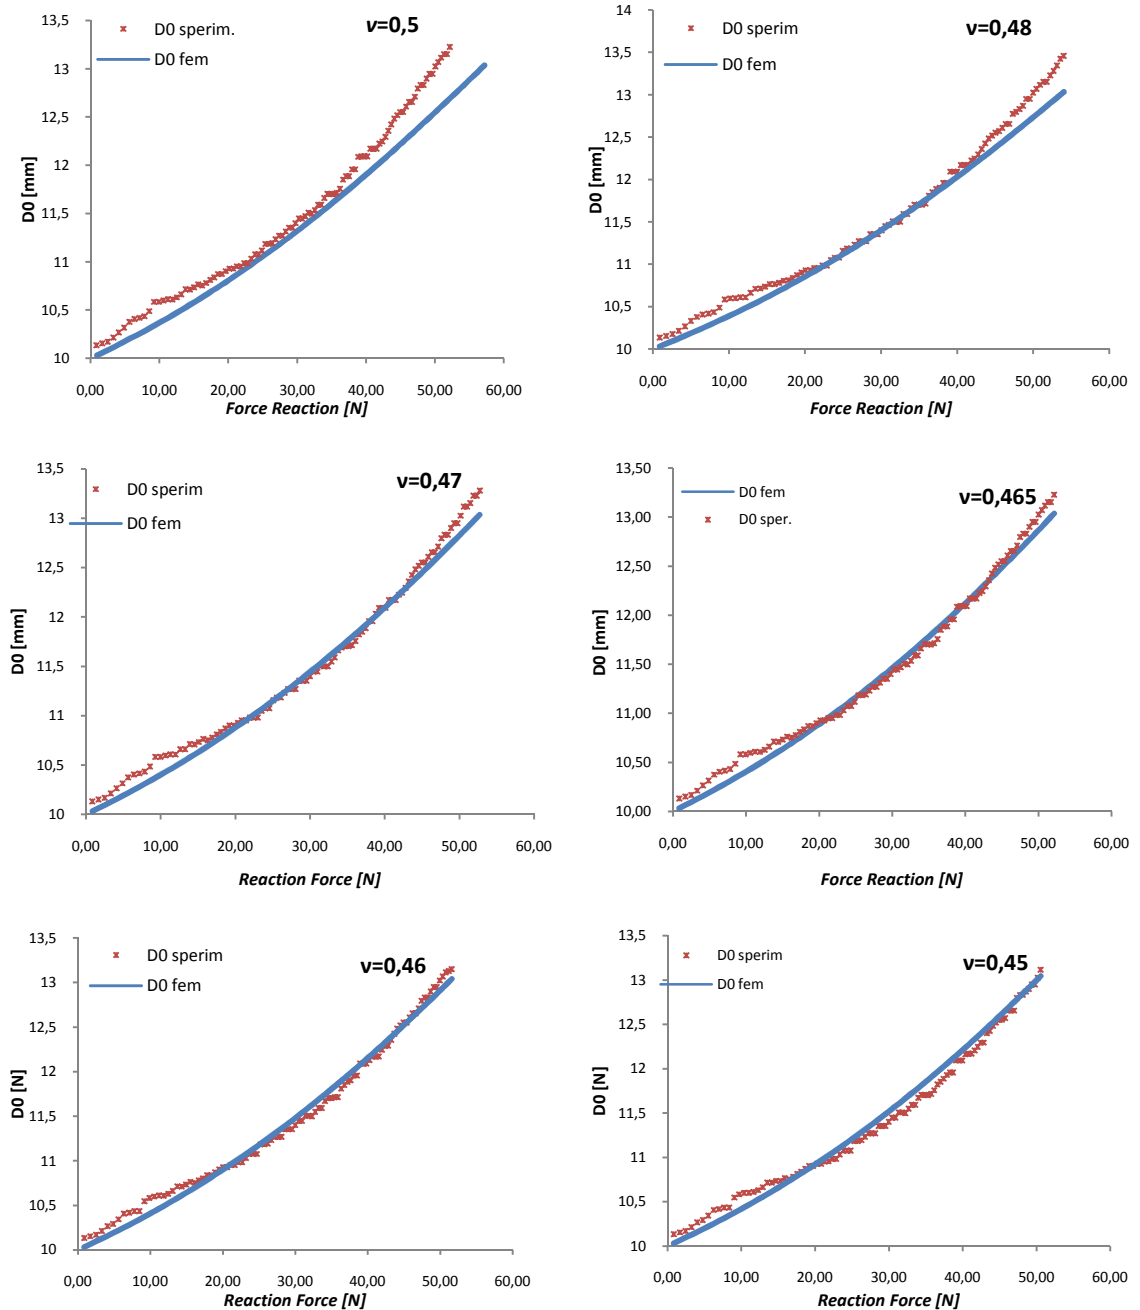 D0 sperim.
D0 fem
ν=0,5
D0 [mm]
13,5
13
12,5
12
11,5
11
10,5
10
0,00 10,00 20,00 30,00 40,00 50,00 60,00
Force Reaction [N]
D0 sperim
D0 fem
ν=0,48
D0 [mm]
14
13,5
13
12,5
12
11,5
11
10,5
10
0,00 10,00 20,00 30,00 40,00 50,00 60,00
Force Reaction [N]
D0 sperim
D0 fem
ν=0,47
D0 [mm]
13,5
13
12,5
12
11,5
11
10,5
10
0,00 10,00 20,00 30,00 40,00 50,00 60,00
Reaction Force [N]
D0 fem
D0 sper.
ν=0,465
D0 [mm]
13,50
13,00
12,50
12,00
11,50
11,00
10,50
10,00
0,00 10,00 20,00 30,00 40,00 50,00 60,00
Force Reaction [N]
D0 sperim
D0 fem
ν=0,46
D0 [N]
13,5
13
12,5
12
11,5
11
10,5
10
0,00 10,00 20,00 30,00 40,00 50,00 60,00
Reaction Force [N]
D0 sperim
D0 fem
ν=0,45
D0 [N]
13,5
13
12,5
12
11,5
11
10,5
10
0,00 10,00 20,00 30,00 40,00 50,00 60,00
Reaction Force [N]